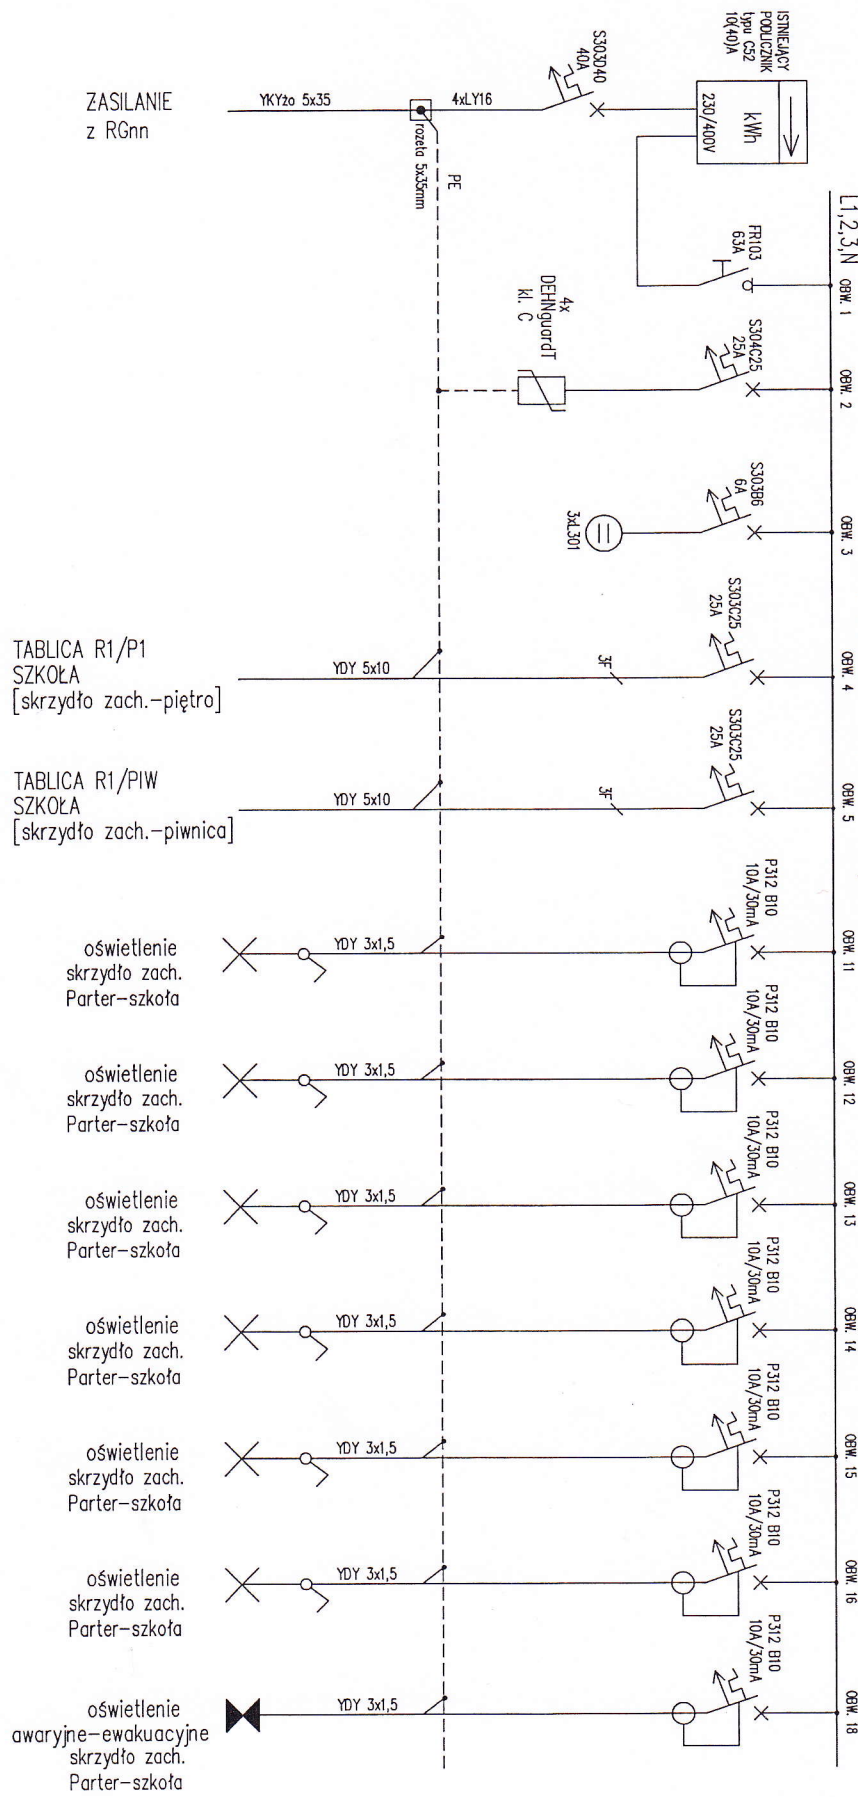 ISTNIEJĄCY
PODLICZNIK
typu C52
10(40)A
kWh
230/400V
S303D40
40A
ZASILANIE
z RGnn
YKYżo 5x35
4xLY16
rozeta 5x35mm
PE
L1,2,3,N
FR103
63A
OBW. 1
4x
DEHNguardT
kl. C
S304C25
25A
OBW. 2
3xL301
S303B6
6A
OBW. 3
TABLICA R1/P1
SZKOŁA
[skrzydło zach.-piętro]
YDY 5x10
3F
S303C25
25A
OBW. 4
TABLICA R1/PIW
SZKOŁA
[skrzydło zach.-piwnica]
YDY 5x10
3F
S303C25
25A
OBW. 5
oświetlenie
skrzydło zach.
Parter-szkoła
YDY 3x1,5
P312 B10
10A/30mA
OBW. 11
oświetlenie
skrzydło zach.
Parter-szkoła
YDY 3x1,5
P312 B10
10A/30mA
OBW. 12
oświetlenie
skrzydło zach.
Parter-szkoła
YDY 3x1,5
P312 B10
10A/30mA
OBW. 13
oświetlenie
skrzydło zach.
Parter-szkoła
YDY 3x1,5
P312 B10
10A/30mA
OBW. 14
oświetlenie
skrzydło zach.
Parter-szkoła
YDY 3x1,5
P312 B10
10A/30mA
OBW. 15
oświetlenie
skrzydło zach.
Parter-szkoła
YDY 3x1,5
P312 B10
10A/30mA
OBW. 16
oświetlenie
awaryjne-ewakuacyjne
skrzydło zach.
Parter-szkoła
YDY 3x1,5
P312 B10
10A/30mA
OBW. 18